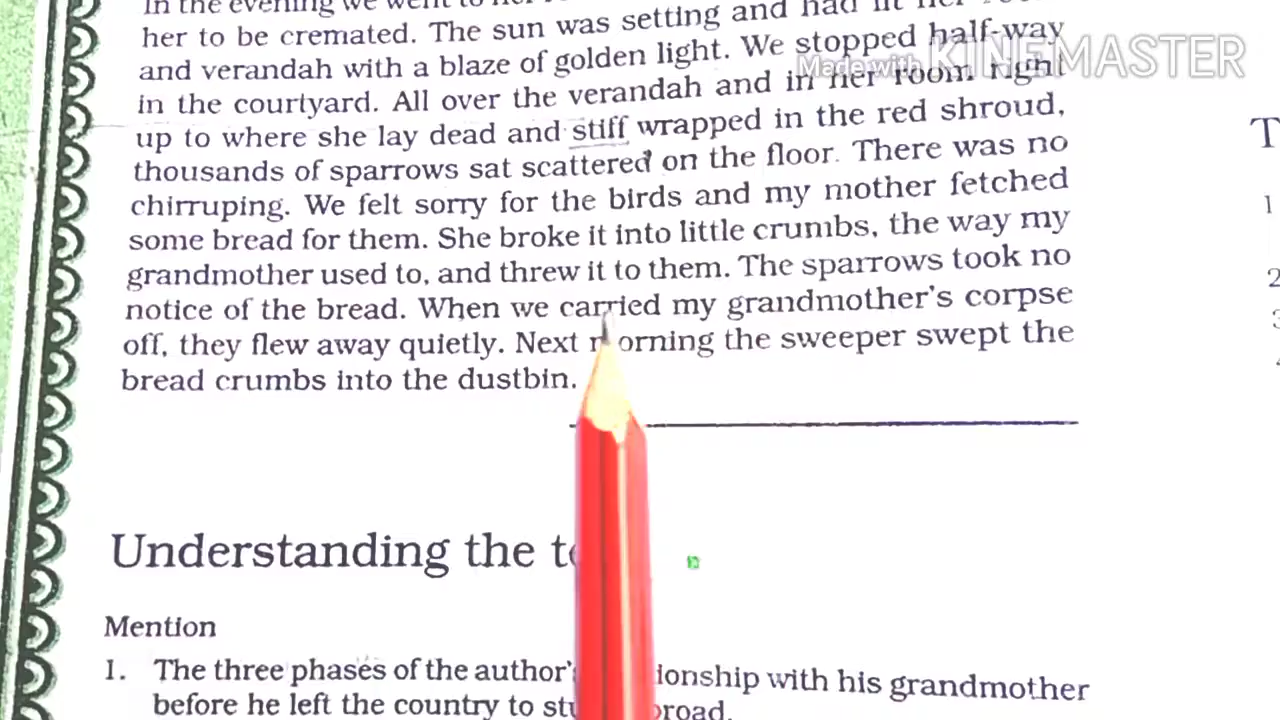 In the evening we went to her
her to be cremated. The sun was setting and had lit her
and verandah with a blaze of golden light. We stopped half-way
in the courtyard. All over the verandah and in her room right
up to where she lay dead and stiff wrapped in the red shroud,
thousands of sparrows sat scattered on the floor. There was no
chirruping. We felt sorry for the birds and my mother fetched
some bread for them. She broke it into little crumbs, the way my
grandmother used to, and threw it to them. The sparrows took no
notice of the bread. When we carried my grandmother's corpse
off, they flew away quietly. Next morning the sweeper swept the
bread crumbs into the dustbin.
Understanding the
Mention
1. The three phases of the author's with his grandmother
before he left the country to
Made with KINEMASTER
T
1
2